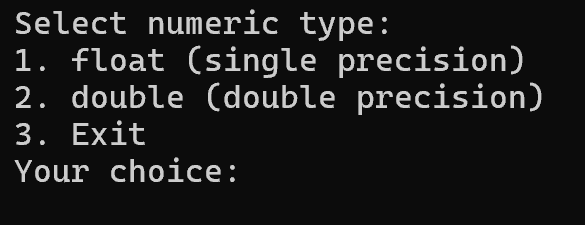 Select numeric type:
1. float (single precision)
2. double (double precision)
3. Exit
Your choice: